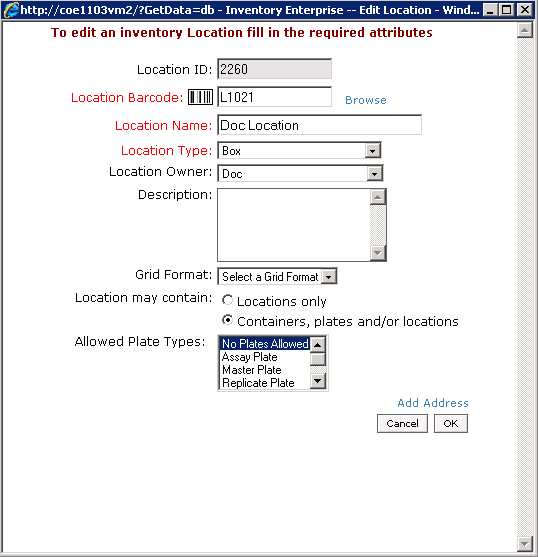 http://coe1103vm2/?GetData=db - Inventory Enterprise -- Edit Location - Wind...
To edit an inventory Location fill in the required attributes
Location ID: 2260
Location Barcode: L1021 Browse
Location Name: Doc Location
Location Type: Box
Location Owner: Doc
Description:
Grid Format: Select a Grid Format
Location may contain: Locations only
Containers, plates and/or locations
Allowed Plate Types: No Plates Allowed
Assay Plate
Master Plate
Replicate Plate
Add Address
Cancel OK